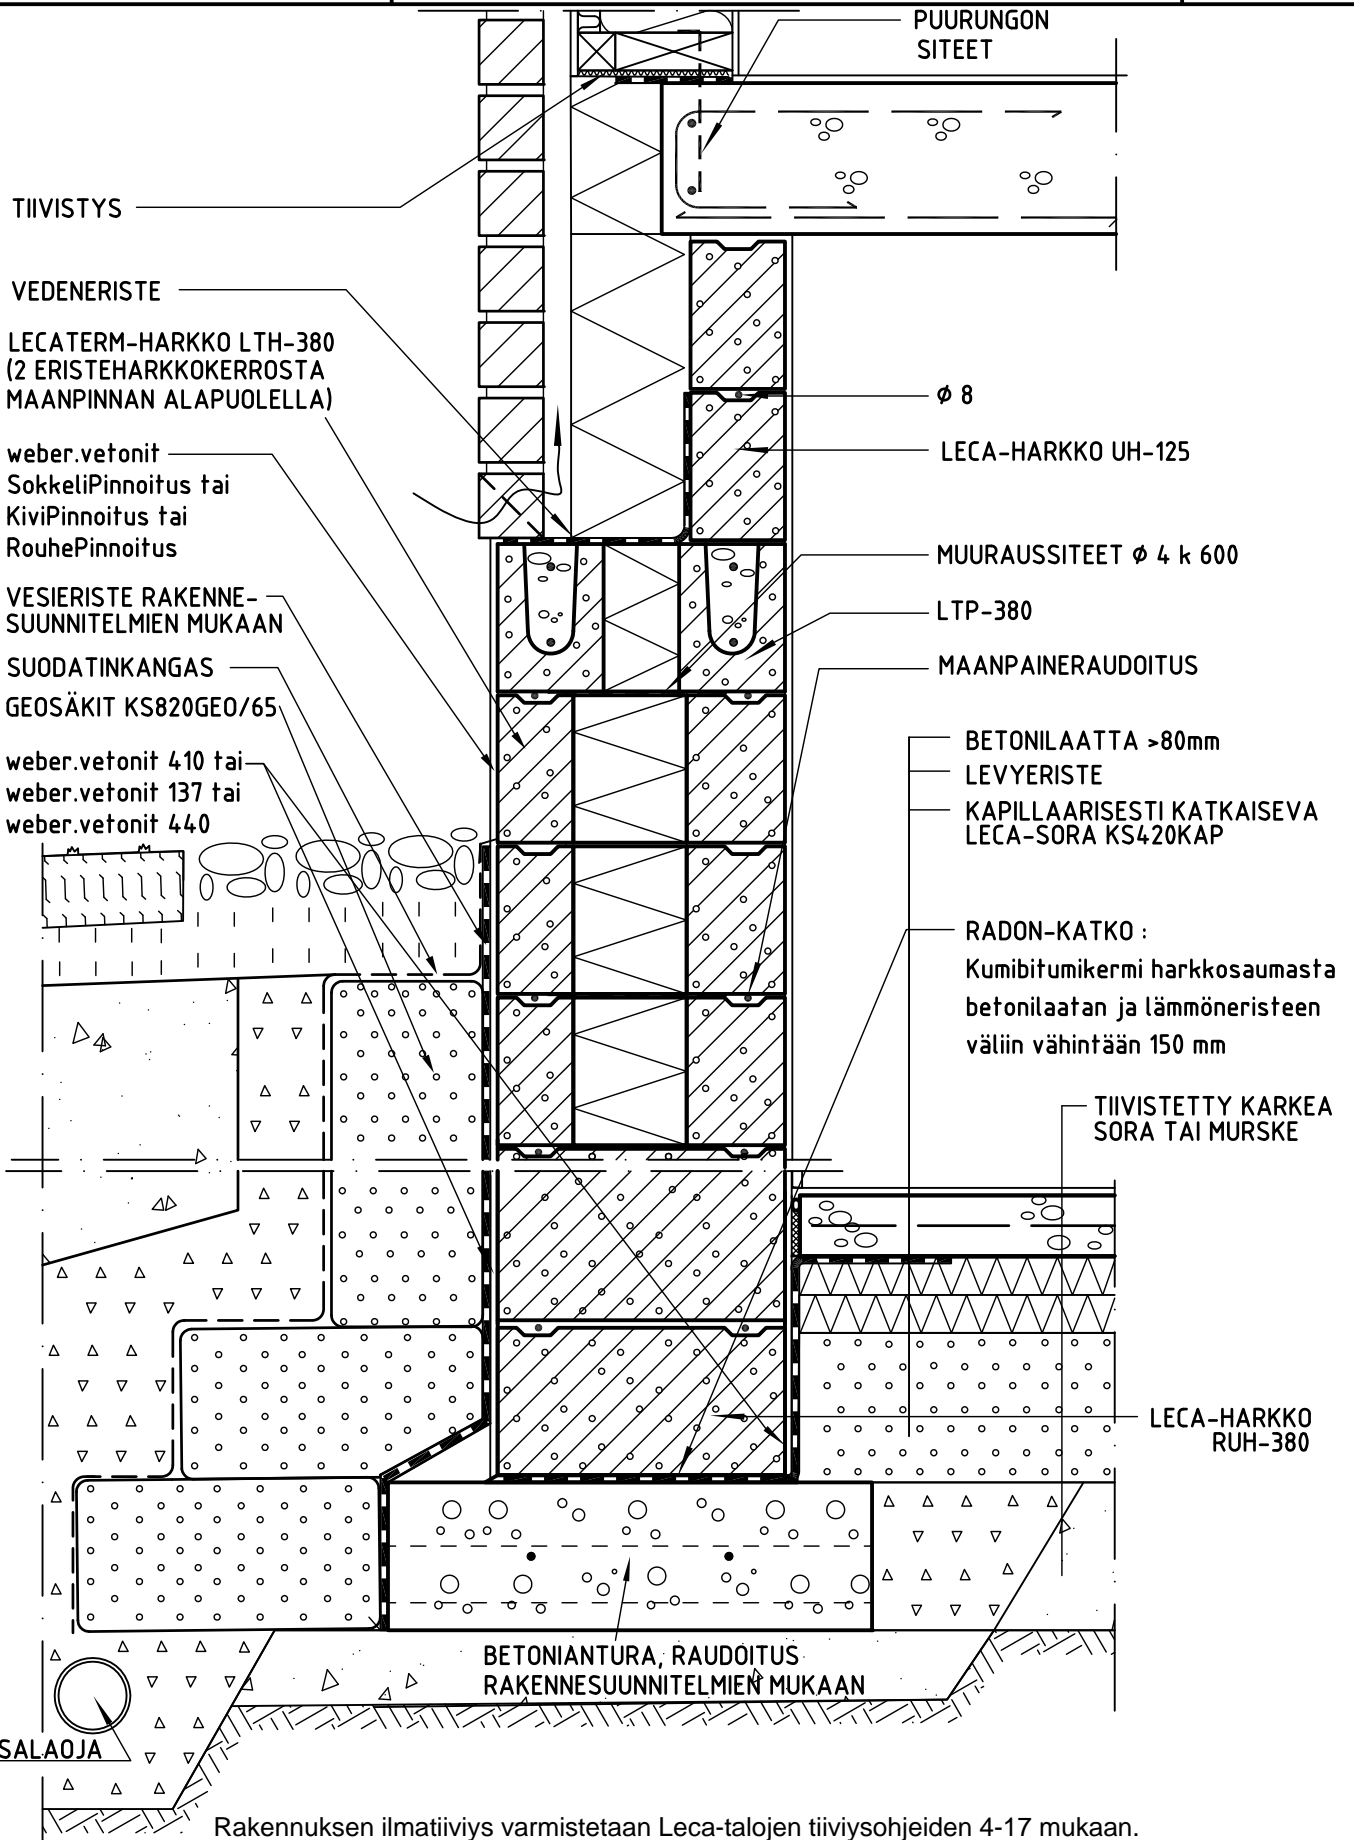 PUURUNGON
SITEET
TIIVISTYS
VEDENERISTE
LECATERM-HARKKO LTH-380
(2 ERISTEHARKKOKERROSTA
MAANPINNAN ALAPUOLELLA)
weber.vetonit
SokkeliPinnoitus tai
KiviPinnoitus tai
RouhePinnoitus
VESIERISTE RAKENNE-
SUUNNITELMIEN MUKAAN
SUODATINKANGAS
GEOSÄKIT KS820GEO/65
weber.vetonit 410 tai
weber.vetonit 137 tai
weber.vetonit 440
φ 8
LECA-HARKKO UH-125
MUURAUSSITEET φ 4 k 600
LTP-380
MAANPAINERAUDOITUS
BETONILAATTA >80mm
LEVYERISTE
KAPILLAARISESTI KATKAISEVA
LECA-SORA KS420KAP
RADON-KATKO :
Kumibitumikermi harkkosaumasta
betonilaatan ja lämmöneristeen
väliin vähintään 150 mm
TIIVISTETTY KARKEA
SORA TAI MURSKE
LECA-HARKKO
RUH-380
BETONIANTURA, RAUDOITUS
RAKENNESUUNNITELMIEN MUKAAN
SALAOJA
Rakennuksen ilmatiiviys varmistetaan Leca-talojen tiiviysohjeiden 4-17 mukaan.